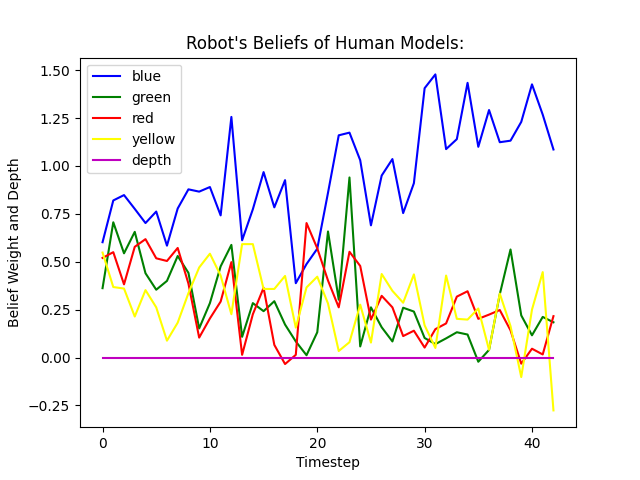 Robot's Beliefs of Human Models:
1.50
1.25
1.00
0.75
0.50
0.25
0.00
−0.25
Belief Weight and Depth
blue
green
red
yellow
depth
0 10 20 30 40
Timestep